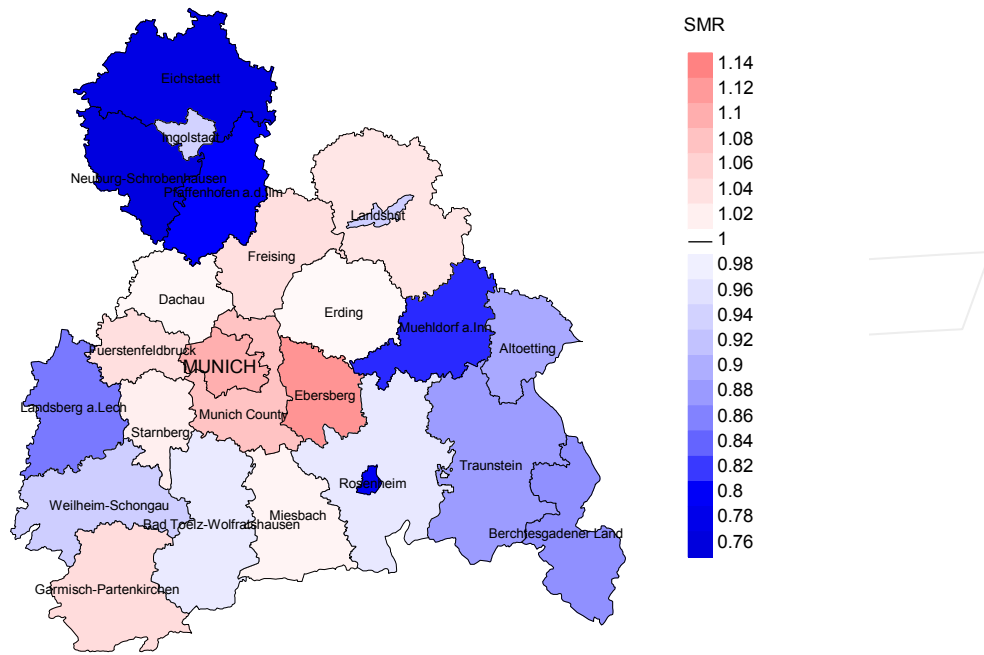 SMR
1.14
1.12
1.1
1.08
1.06
1.04
1.02
1
0.98
0.96
0.94
0.92
0.9
0.88
0.86
0.84
0.82
0.8
0.78
0.76
Eichstaett
Ingolstadt
Neuburg-Schrobenhausen
Pfaffenhofen a.d.Ilm
Landshut
Freising
Dachau
Erding
Muehldorf a.Inn
Altoetting
Fuerstenfeldbruck
MUNICH
Ebersberg
Landsberg a.Lech
Munich County
Starnberg
Traunstein
Rosenheim
Weilheim-Schongau
Miesbach
Bad Toelz-Wolfratshausen
Berchtesgadener Land
Garmisch-Partenkirchen